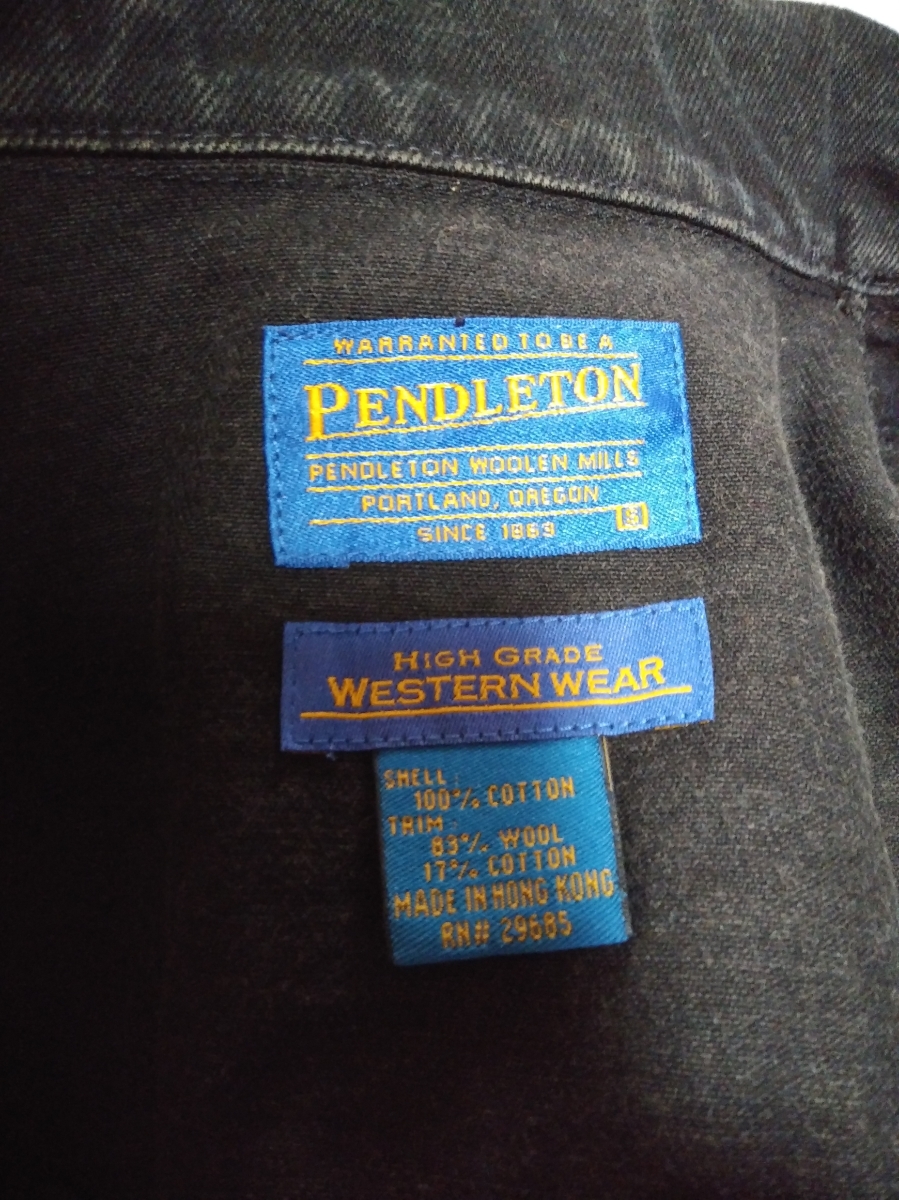 WARRANTED TO BE A
PENDLETON
PENDLETON WOOLEN MILLS
PORTLAND, OREGON
SINCE 1863
S
HIGH GRADE
WESTERN WEAR
SHELL:
100% COTTON
TRIM:
83% WOOL
17% COTTON
MADE IN HONG KONG
RN# 29685